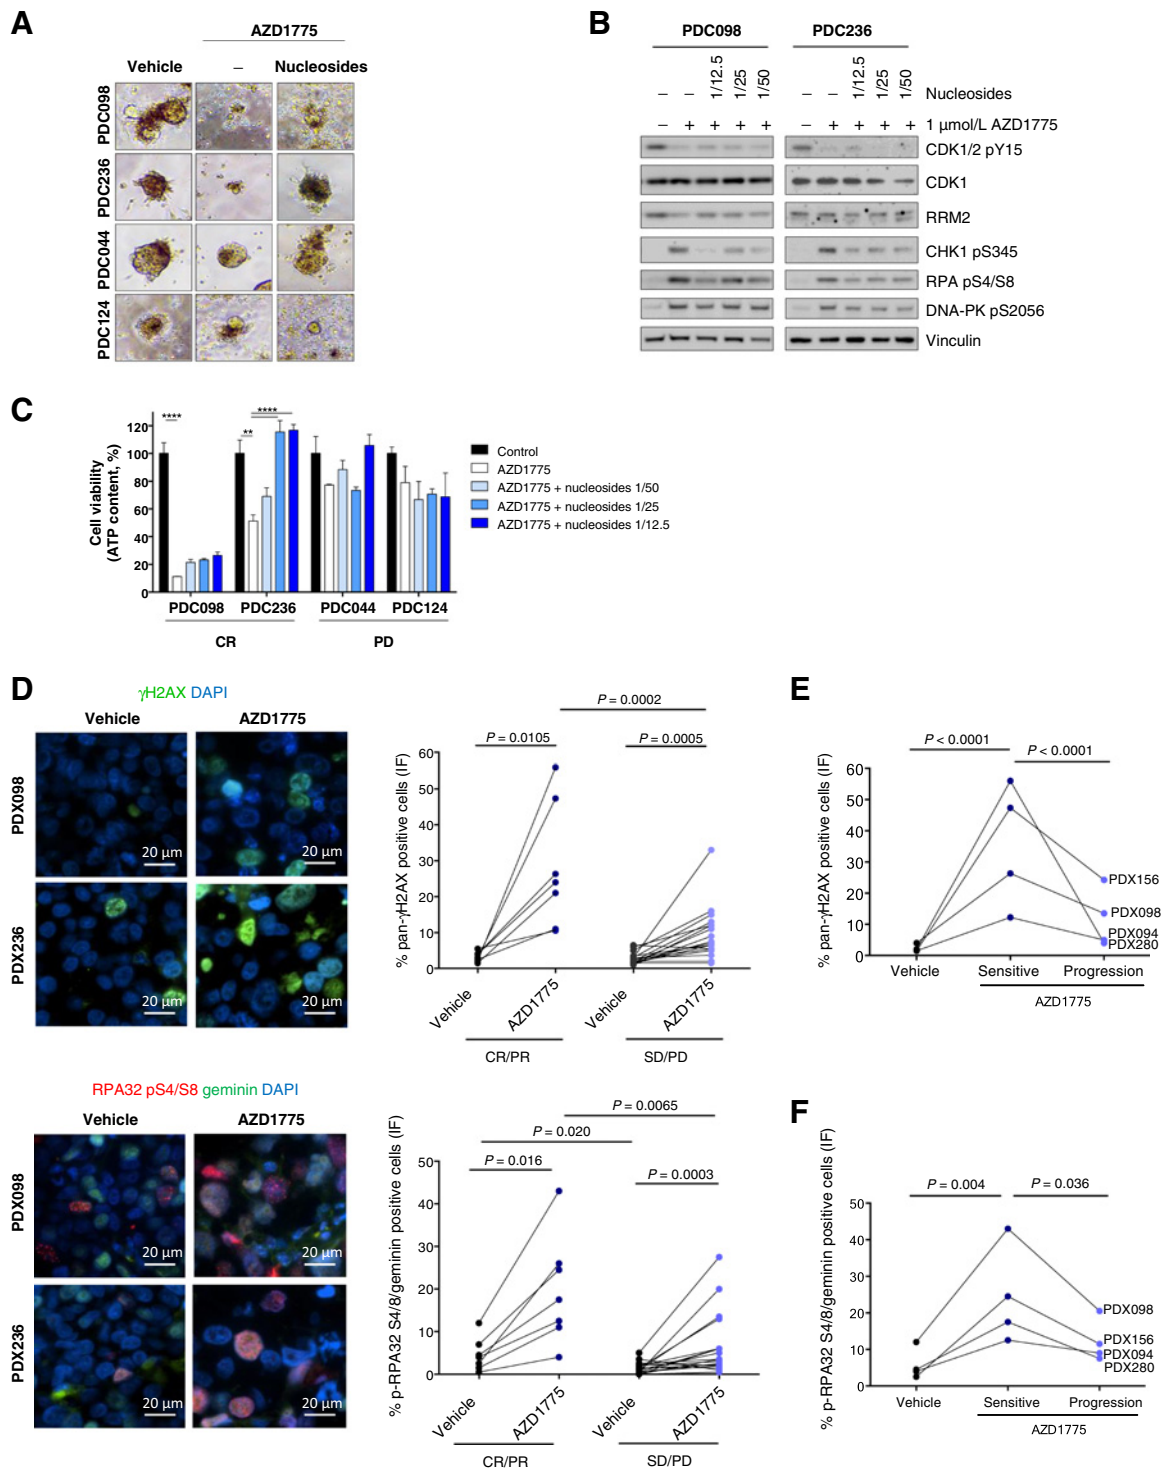 A
AZD1775
Vehicle – Nucleosides
PDC098
PDC236
PDC044
PDC124
B
PDC098 PDC236
– – 1/12.5 1/25 1/50 – – 1/12.5 1/25 1/50 Nucleosides
– + + + + – + + + + 1 μmol/L AZD1775
CDK1/2 pY15
CDK1
RRM2
CHK1 pS345
RPA pS4/S8
DNA-PK pS2056
Vinculin
C
Cell viability
(ATP content, %)
120
100
80
60
40
20
0
**** ** ****
Control
AZD1775
AZD1775 + nucleosides 1/50
AZD1775 + nucleosides 1/25
AZD1775 + nucleosides 1/12.5
PDC098 PDC236 PDC044 PDC124
CR PD
D
γH2AX DAPI
Vehicle AZD1775
PDX098
20 μm 20 μm
PDX236
20 μm 20 μm
% pan-γH2AX positive cells (IF)
P = 0.0002
P = 0.0105 P = 0.0005
60
50
40
30
20
10
0
Vehicle AZD1775 Vehicle AZD1775
CR/PR SD/PD
RPA32 pS4/S8 geminin DAPI
Vehicle AZD1775
PDX098
20 μm 20 μm
PDX236
20 μm 20 μm
% p-RPA32 S4/8/geminin positive cells (IF)
P = 0.0065
P = 0.020
P = 0.016 P = 0.0003
50
40
30
20
10
0
Vehicle AZD1775 Vehicle AZD1775
CR/PR SD/PD
E
% pan-γH2AX positive cells (IF)
P < 0.0001 P < 0.0001
60
50
40
30
20
10
0
PDX156
PDX098
PDX094
PDX280
Vehicle Sensitive Progression
AZD1775
F
% p-RPA32 S4/8/geminin positive cells (IF)
P = 0.004 P = 0.036
50
40
30
20
10
0
PDX098
PDX156
PDX094
PDX280
Vehicle Sensitive Progression
AZD1775